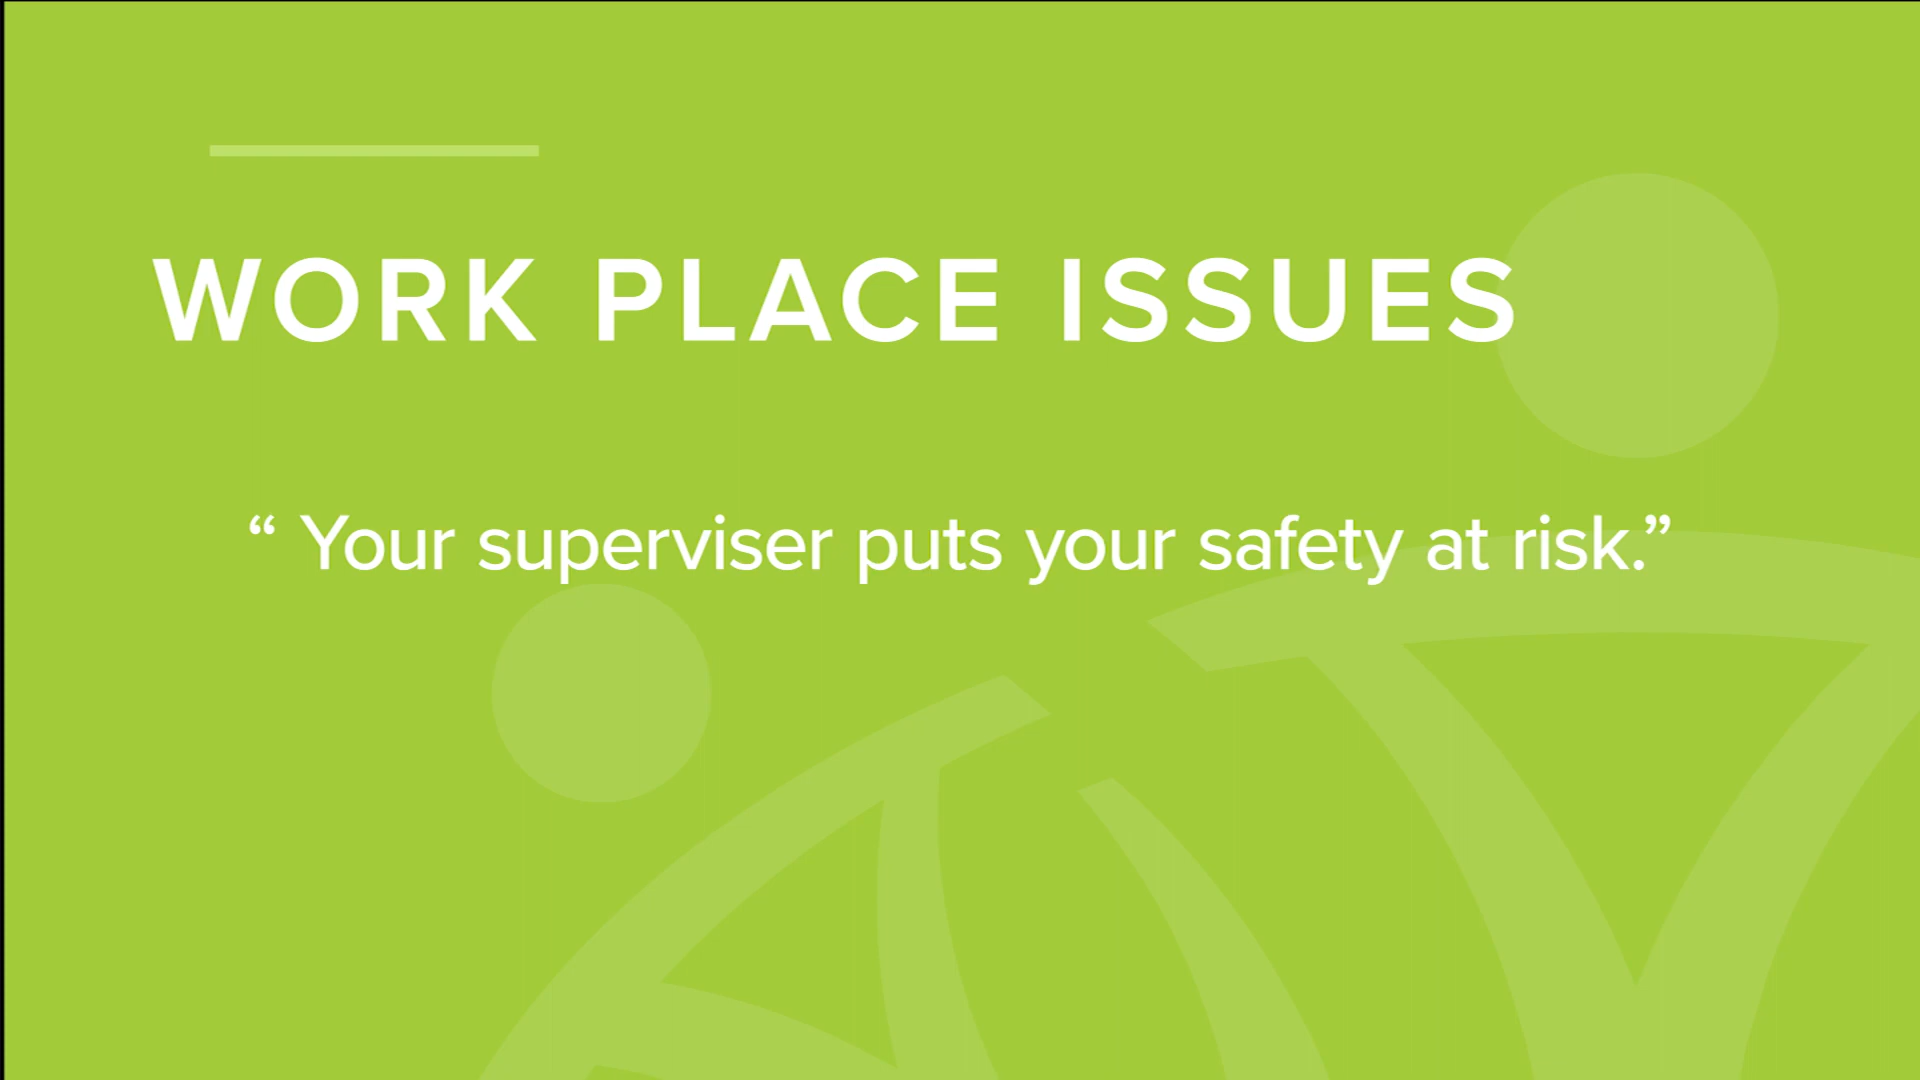 WORK PLACE ISSUES
“ Your superviser puts your safety at risk.”